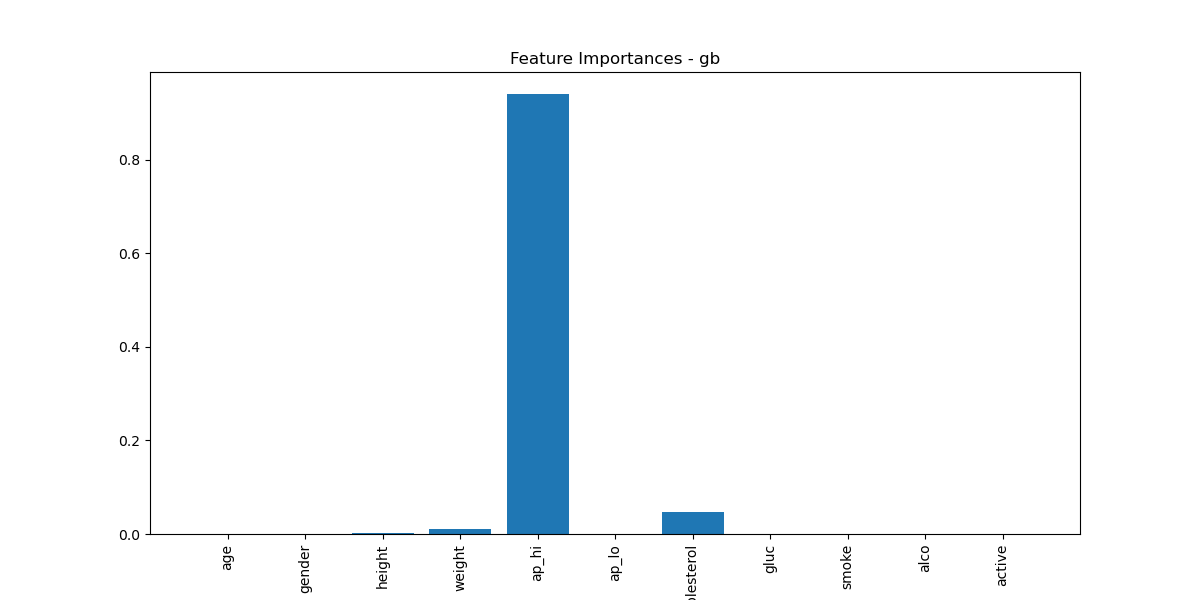 Feature Importances - gb
0.8
0.6
0.4
0.2
0.0
age
gender
height
weight
ap_hi
ap_lo
olesterol
gluc
smoke
alco
active